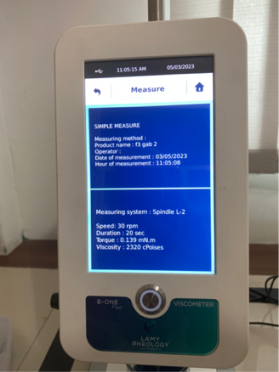 11:05:15 AM 05/03/2023
Measure
SIMPLE MEASURE
Measuring method :
Product name : f3 gab 2
Operator :
Date of measurement : 03/05/2023
Hour of measurement : 11:05:08
Measuring system : Spindle L-2
Speed: 30 rpm
Duration : 20 sec
Torque : 0.139 mNm
Viscosity : 2320 cPoises
B-ONE
VISCOMETER
LAMY
RHEOLOGY